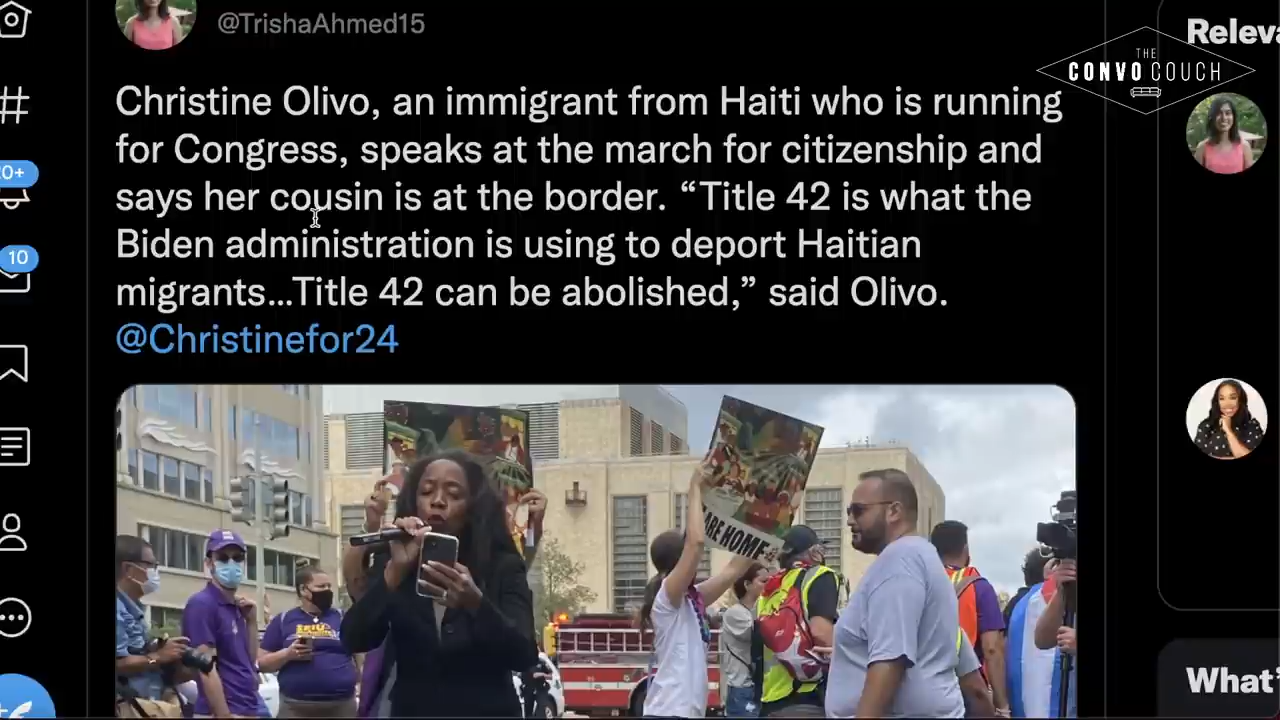 @TrishaAhmed15
Releva
THE
CONVO COUCH
Christine Olivo, an immigrant from Haiti who is running
for Congress, speaks at the march for citizenship and
says her cousin is at the border. “Title 42 is what the
Biden administration is using to deport Haitian
migrants...Title 42 can be abolished,” said Olivo.
@Christinefor24
20+
10
ARE HOME
SEIU
What'